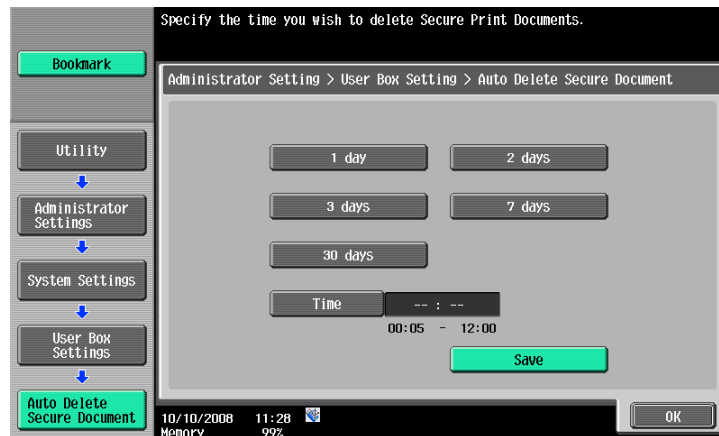 Specify the time you wish to delete Secure Print Documents.
Bookmark
Administrator Setting > User Box Setting > Auto Delete Secure Document
Utility
Administrator
Settings
System Settings
User Box
Settings
Auto Delete
Secure Document
1 day
2 days
3 days
7 days
30 days
Time
-- : --
00:05 - 12:00
Save
10/10/2008 11:28
Memory 99%
OK